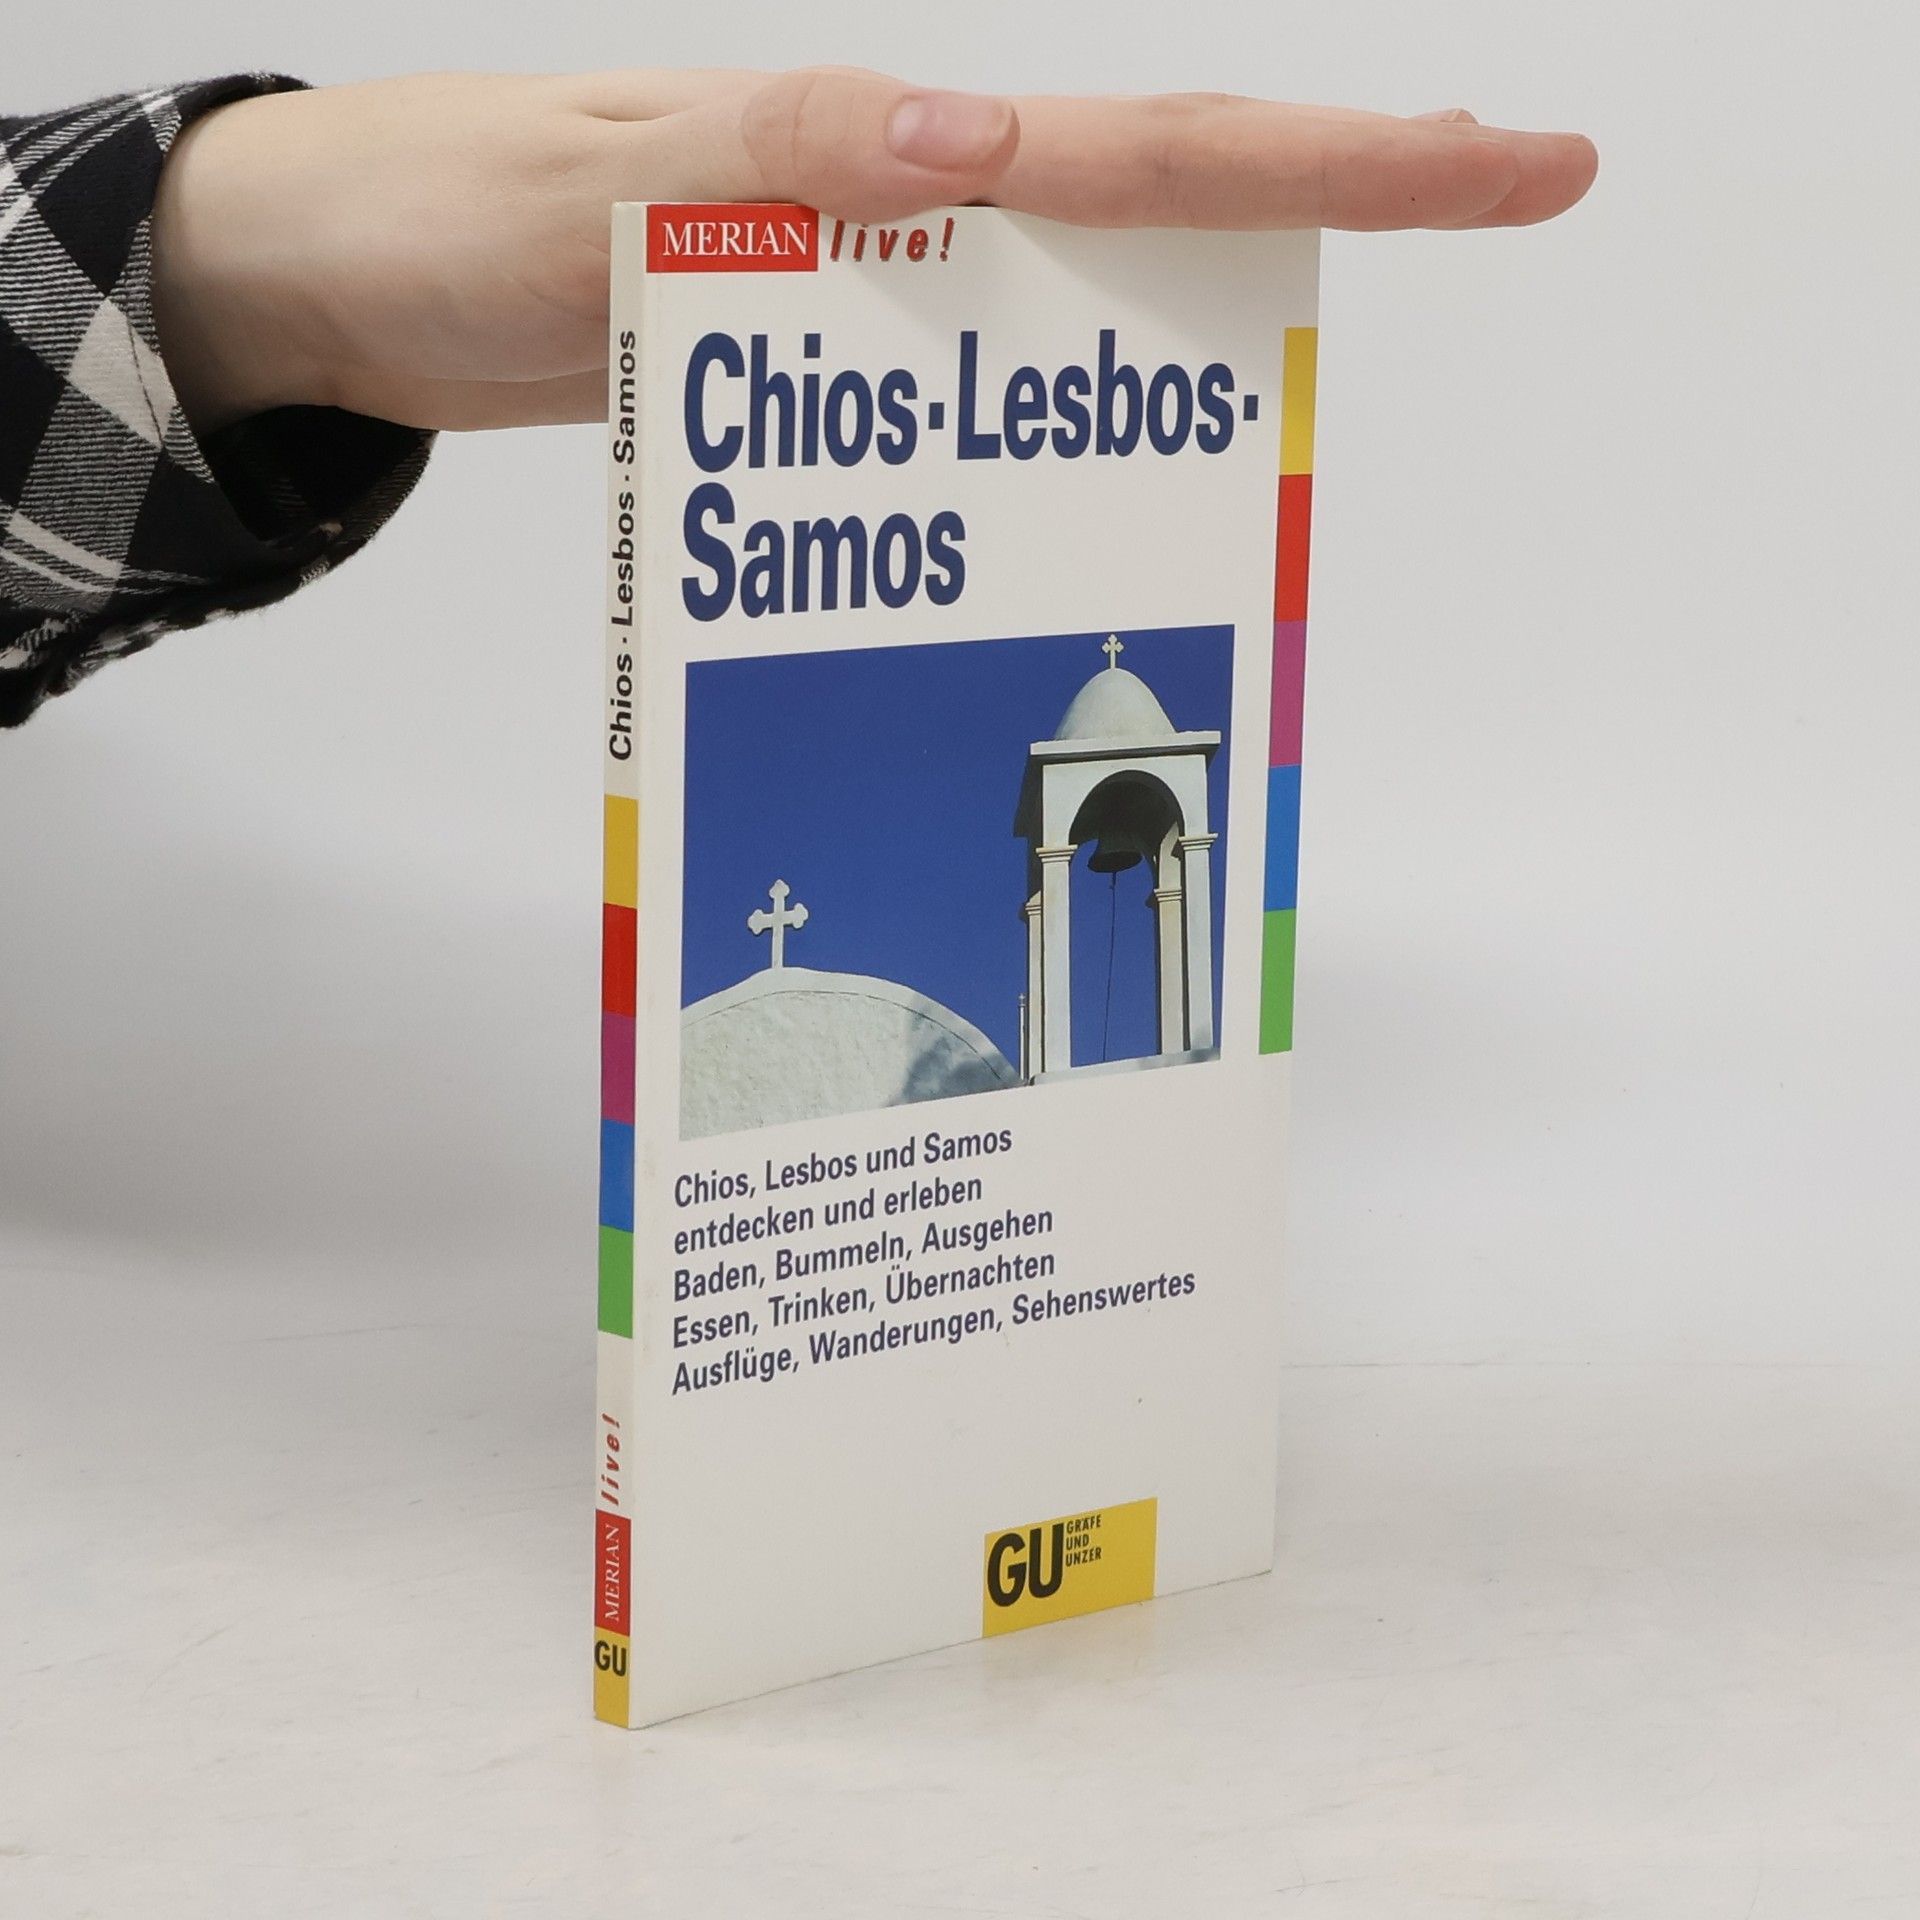 MERIAN live!
Chios·Lesbos·
Samos
Chios, Lesbos und Samos
entdecken und erleben
Baden, Bummeln, Ausgehen
Essen, Trinken, Übernachten
Ausflüge, Wanderungen, Sehenswertes
GU GRÄFE
UND
UNZER
Chios · Lesbos · Samos
MERIAN live!
GU